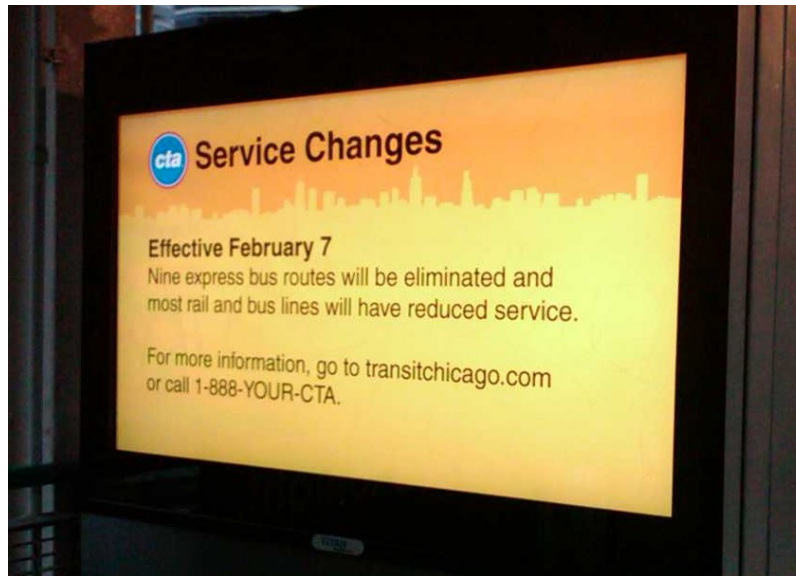 cta Service Changes
Effective February 7
Nine express bus routes will be eliminated and
most rail and bus lines will have reduced service.
For more information, go to transitchicago.com
or call 1-888-YOUR-CTA.